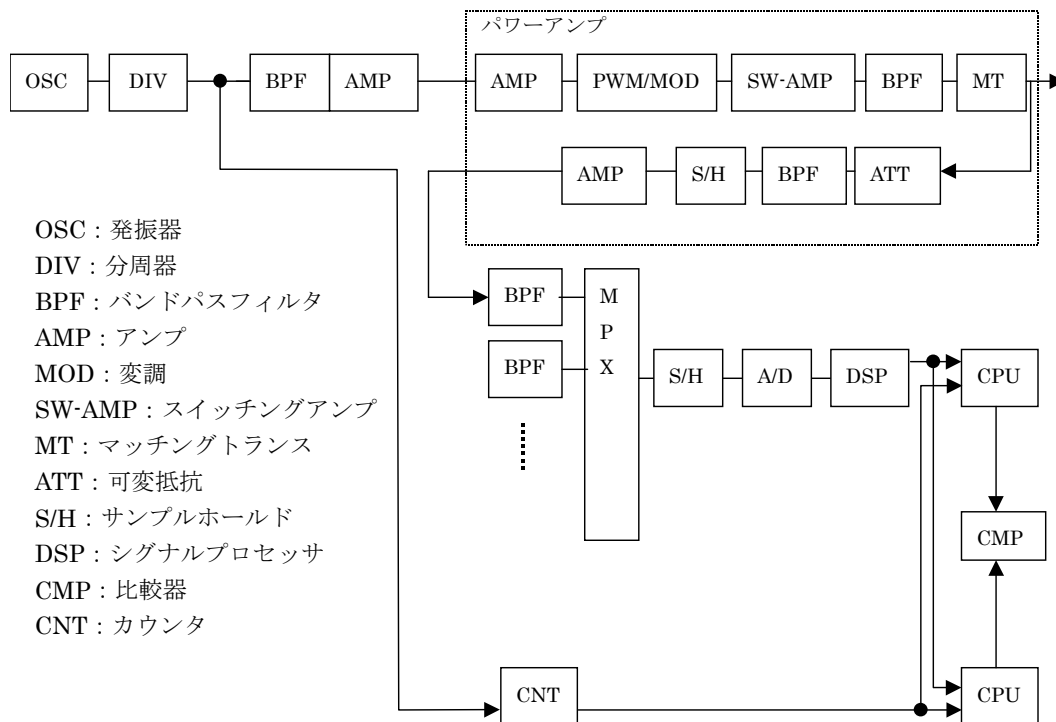 パワーアンプ
OSC
DIV
BPF
AMP
AMP
PWM/MOD
SW-AMP
BPF
MT
AMP
S/H
BPF
ATT
OSC：発振器
DIV：分周器
BPF：バンドパスフィルタ
AMP：アンプ
MOD：変調
SW-AMP：スイッチングアンプ
MT：マッチングトランス
ATT：可変抵抗
S/H：サンプルホールド
DSP：シグナルプロセッサ
CMP：比較器
CNT：カウンタ
BPF
BPF
M
P
X
S/H
A/D
DSP
CPU
CMP
CNT
CPU